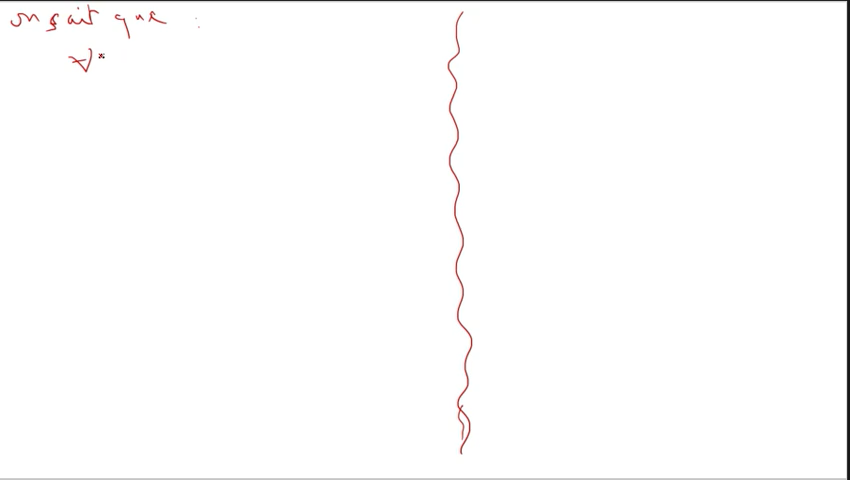 on sait que :
∀